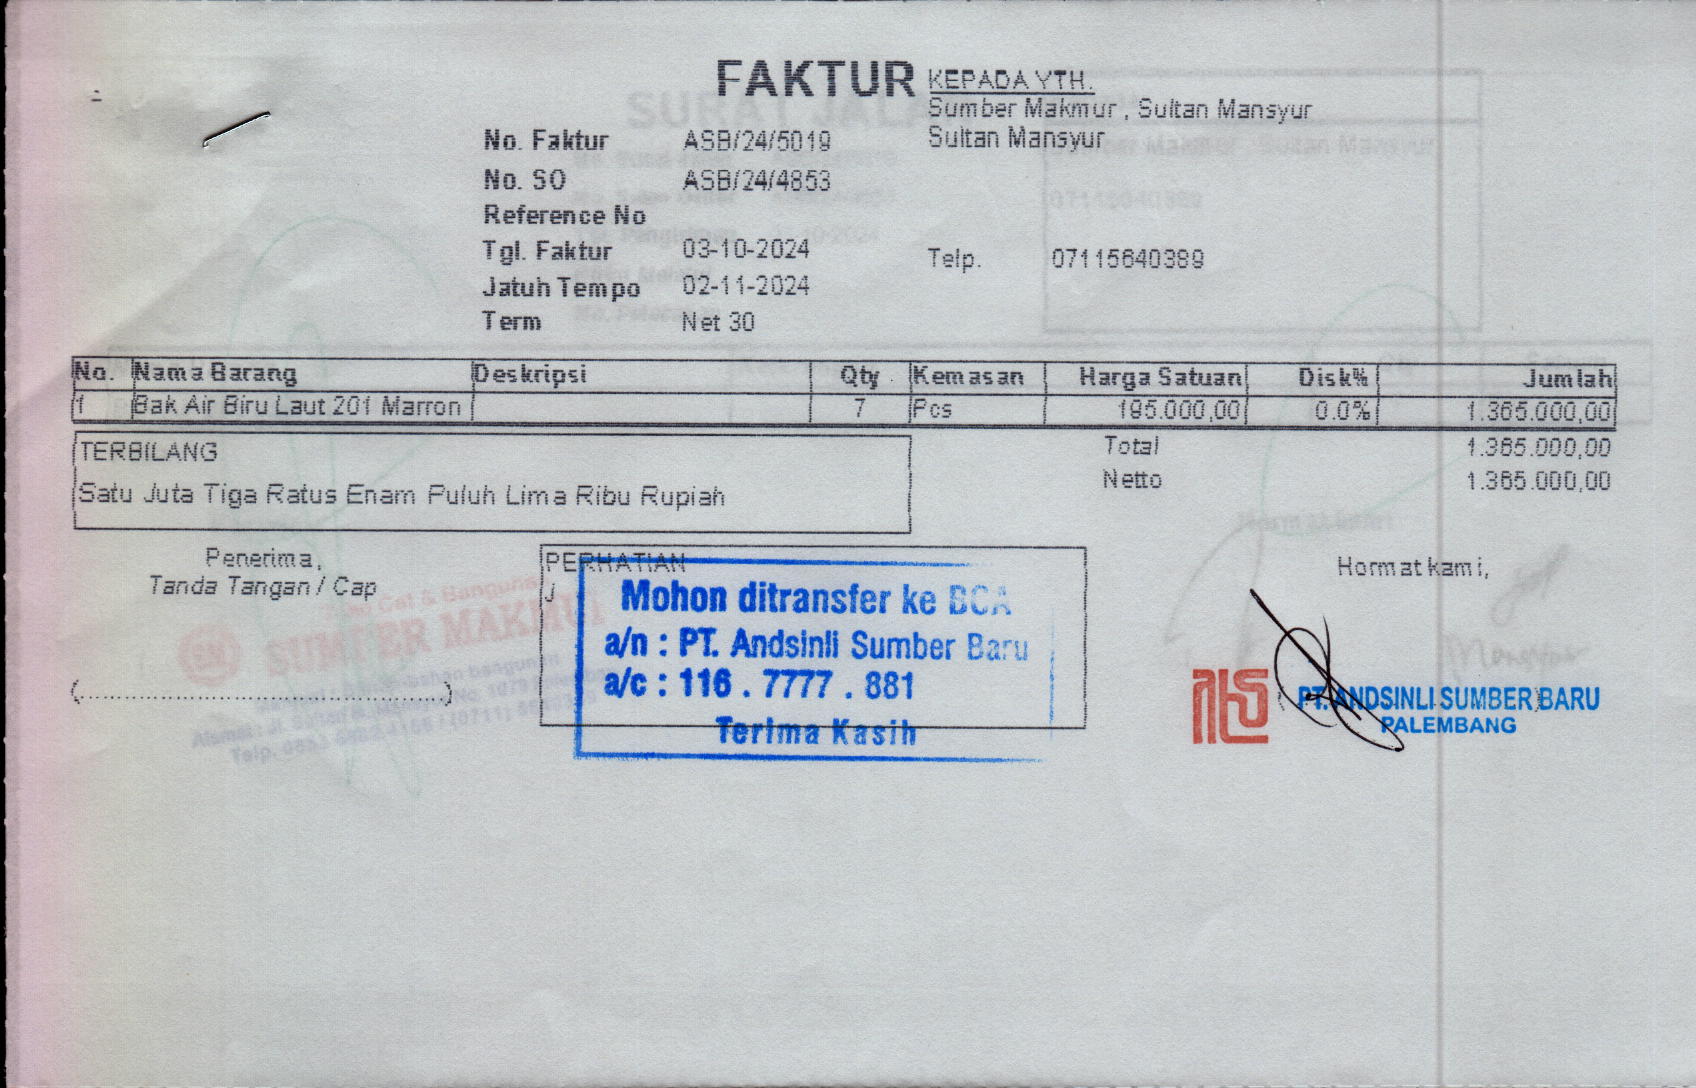 FAKTUR
KEPADA YTH.
Sumber Makmur , Sultan Mansyur
Sultan Mansyur
No. Faktur ASB/24/5019
No. SO ASB/24/4853
Reference No
Tgl. Faktur 03-10-2024
Telp. 07115640389
Jatuh Tempo 02-11-2024
Term Net 30
No. Nama Barang Deskripsi Qty Kemasan Harga Satuan Disk% Jumlah
1 Bak Air Biru Laut 201 Marron 7 Pcs 195.000,00 0.0% 1.365.000,00
TERBILANG
Total 1.365.000,00
Netto 1.365.000,00
Satu Juta Tiga Ratus Enam Puluh Lima Ribu Rupiah
Penerima,
Tanda Tangan / Cap
SUMBER MAKMUR
PERHATIAN
j
Mohon ditransfer ke BCA
a/n : PT. Andsinli Sumber Baru
a/c : 116 . 7777 . 881
Terima Kasih
Hormat kami,
PT. ANDSINLI SUMBER BARU
PALEMBANG